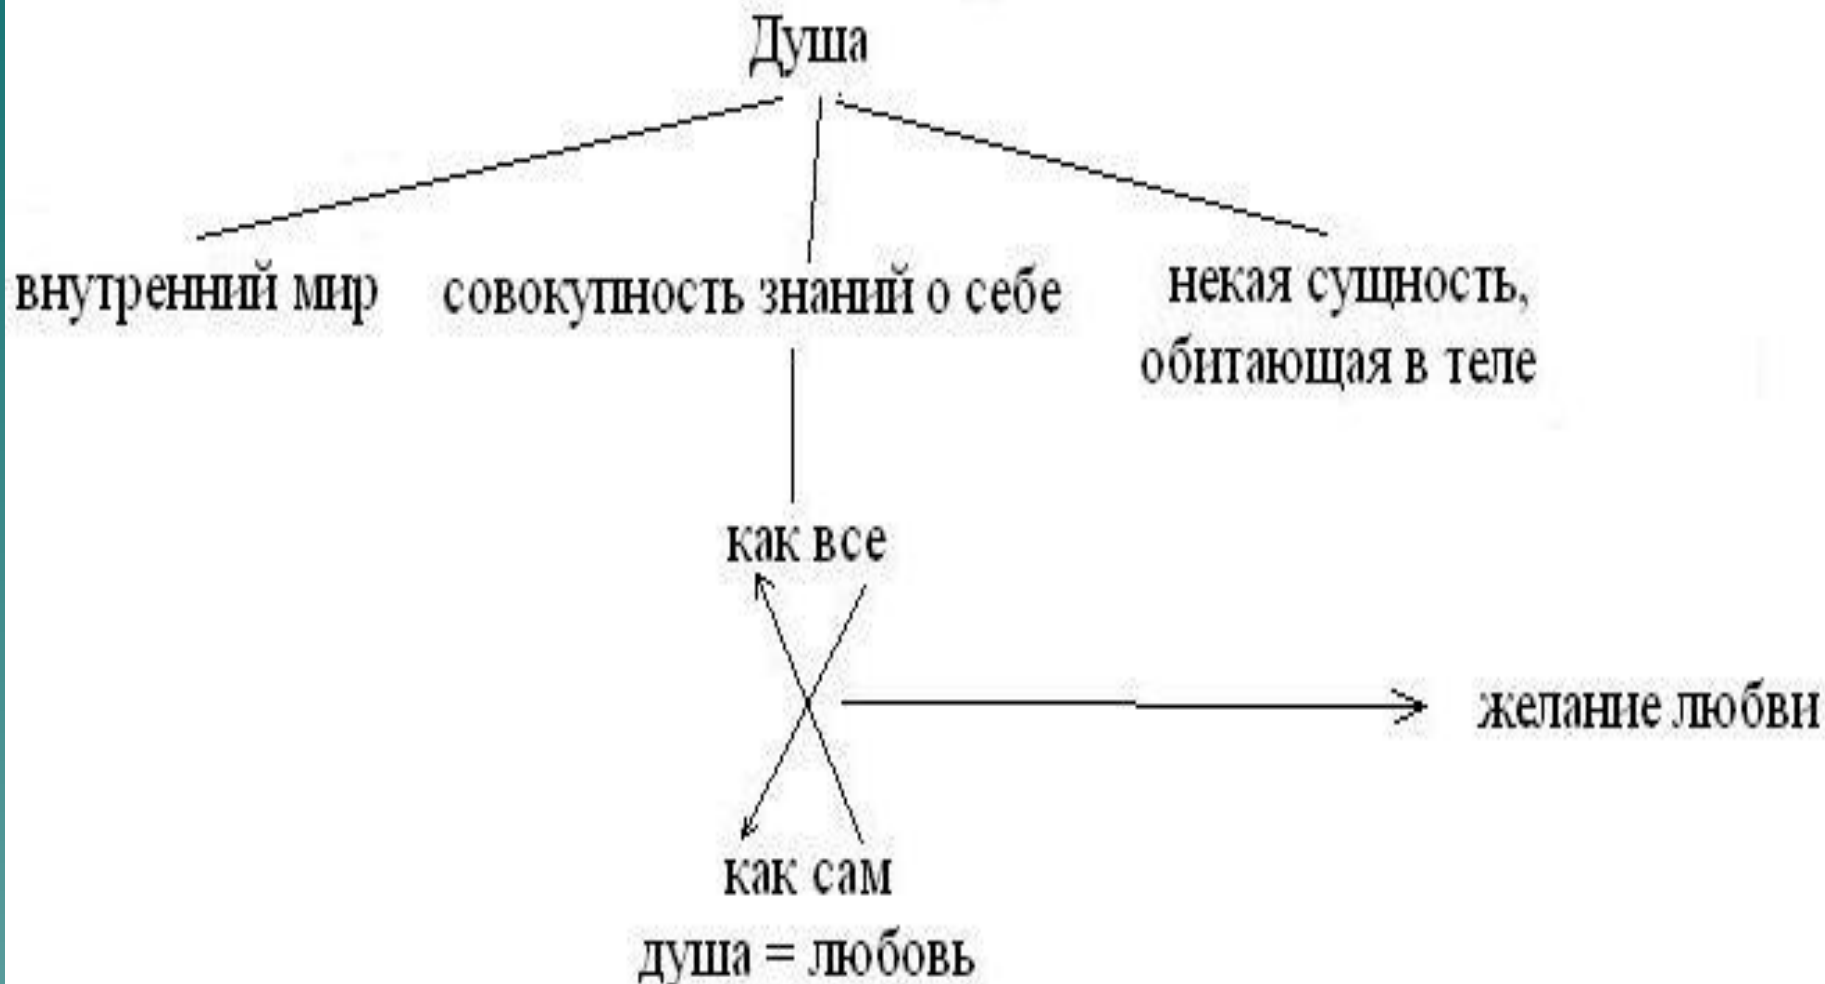 Душа
внутренний мир
совокупность знаний о себе
некая сущность,
обитающая в теле
как все
желание любви
как сам
душа = любовь